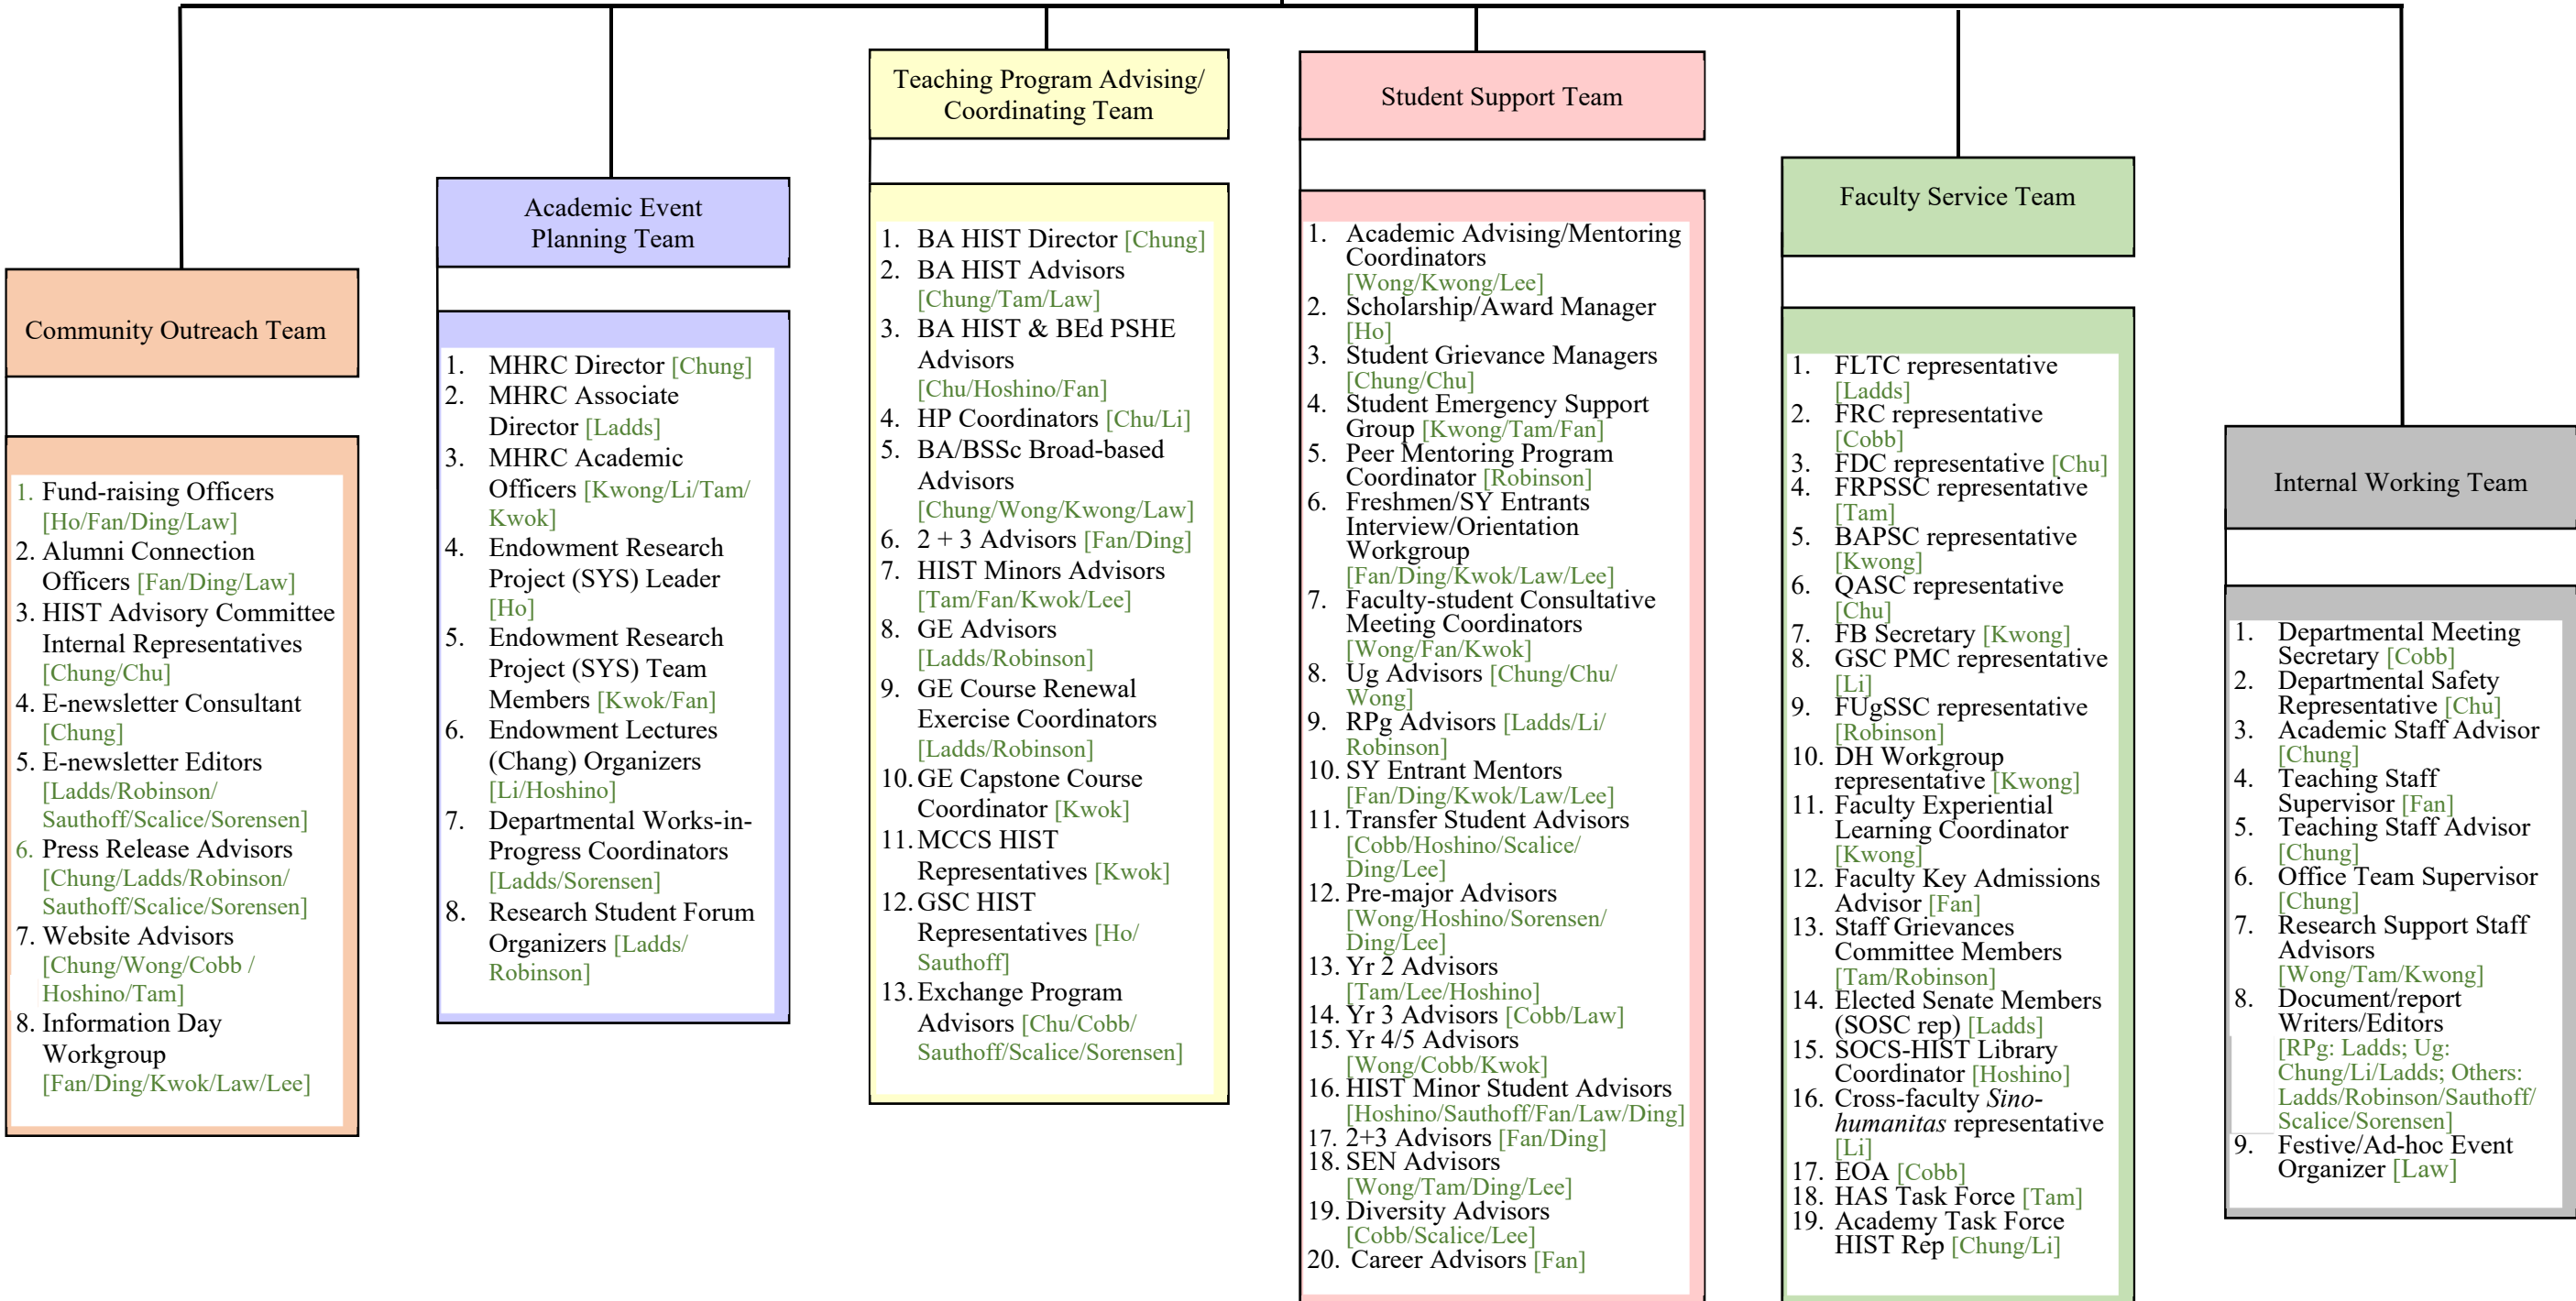 Community Outreach Team
1. Fund-raising Officers
[Ho/Fan/Ding/Law]
2. Alumni Connection
Officers [Fan/Ding/Law]
3. HIST Advisory Committee
Internal Representatives
[Chung/Chu]
4. E-newsletter Consultant
[Chung]
5. E-newsletter Editors
[Ladds/Robinson/
Sauthoff/Scalice/Sorensen]
6. Press Release Advisors
[Chung/Ladds/Robinson/
Sauthoff/Scalice/Sorensen]
7. Website Advisors
[Chung/Wong/Cobb /
Hoshino/Tam]
8. Information Day
Workgroup
[Fan/Ding/Kwok/Law/Lee]
Academic Event
Planning Team
1. MHRC Director [Chung]
2. MHRC Associate
Director [Ladds]
3. MHRC Academic
Officers [Kwong/Li/Tam/
Kwok]
4. Endowment Research
Project (SYS) Leader
[Ho]
5. Endowment Research
Project (SYS) Team
Members [Kwok/Fan]
6. Endowment Lectures
(Chang) Organizers
[Li/Hoshino]
7. Departmental Works-in-
Progress Coordinators
[Ladds/Sorensen]
8. Research Student Forum
Organizers [Ladds/
Robinson]
Teaching Program Advising/
Coordinating Team
1. BA HIST Director [Chung]
2. BA HIST Advisors
[Chung/Tam/Law]
3. BA HIST & BEd PSHE
Advisors
[Chu/Hoshino/Fan]
4. HP Coordinators [Chu/Li]
5. BA/BSSc Broad-based
Advisors
[Chung/Wong/Kwong/Law]
6. 2 + 3 Advisors [Fan/Ding]
7. HIST Minors Advisors
[Tam/Fan/Kwok/Lee]
8. GE Advisors
[Ladds/Robinson]
9. GE Course Renewal
Exercise Coordinators
[Ladds/Robinson]
10. GE Capstone Course
Coordinator [Kwok]
11. MCCS HIST
Representatives [Kwok]
12. GSC HIST
Representatives [Ho/
Sauthoff]
13. Exchange Program
Advisors [Chu/Cobb/
Sauthoff/Scalice/Sorensen]
Student Support Team
1. Academic Advising/Mentoring
Coordinators
[Wong/Kwong/Lee]
2. Scholarship/Award Manager
[Ho]
3. Student Grievance Managers
[Chung/Chu]
4. Student Emergency Support
Group [Kwong/Tam/Fan]
5. Peer Mentoring Program
Coordinator [Robinson]
6. Freshmen/SY Entrants
Interview/Orientation
Workgroup
[Fan/Ding/Kwok/Law/Lee]
7. Faculty-student Consultative
Meeting Coordinators
[Wong/Fan/Kwok]
8. Ug Advisors [Chung/Chu/
Wong]
9. RPg Advisors [Ladds/Li/
Robinson]
10. SY Entrant Mentors
[Fan/Ding/Kwok/Law/Lee]
11. Transfer Student Advisors
[Cobb/Hoshino/Scalice/
Ding/Lee]
12. Pre-major Advisors
[Wong/Hoshino/Sorensen/
Ding/Lee]
13. Yr 2 Advisors
[Tam/Lee/Hoshino]
14. Yr 3 Advisors [Cobb/Law]
15. Yr 4/5 Advisors
[Wong/Cobb/Kwok]
16. HIST Minor Student Advisors
[Hoshino/Sauthoff/Fan/Law/Ding]
17. 2+3 Advisors [Fan/Ding]
18. SEN Advisors
[Wong/Tam/Ding/Lee]
19. Diversity Advisors
[Cobb/Scalice/Lee]
20. Career Advisors [Fan]
Faculty Service Team
1. FLTC representative
[Ladds]
2. FRC representative
[Cobb]
3. FDC representative [Chu]
4. FRPSSC representative
[Tam]
5. BAPSC representative
[Kwong]
6. QASC representative
[Chu]
7. FB Secretary [Kwong]
8. GSC PMC representative
[Li]
9. FUgSSC representative
[Robinson]
10. DH Workgroup
representative [Kwong]
11. Faculty Experiential
Learning Coordinator
[Kwong]
12. Faculty Key Admissions
Advisor [Fan]
13. Staff Grievances
Committee Members
[Tam/Robinson]
14. Elected Senate Members
(SOSC rep) [Ladds]
15. SOCS-HIST Library
Coordinator [Hoshino]
16. Cross-faculty Sino-
humanitas representative
[Li]
17. EOA [Cobb]
18. HAS Task Force [Tam]
19. Academy Task Force
HIST Rep [Chung/Li]
Internal Working Team
1. Departmental Meeting
Secretary [Cobb]
2. Departmental Safety
Representative [Chu]
3. Academic Staff Advisor
[Chung]
4. Teaching Staff
Supervisor [Fan]
5. Teaching Staff Advisor
[Chung]
6. Office Team Supervisor
[Chung]
7. Research Support Staff
Advisors
[Wong/Tam/Kwong]
8. Document/report
Writers/Editors
[RPg: Ladds; Ug:
Chung/Li/Ladds; Others:
Ladds/Robinson/Sauthoff/
Scalice/Sorensen]
9. Festive/Ad-hoc Event
Organizer [Law]